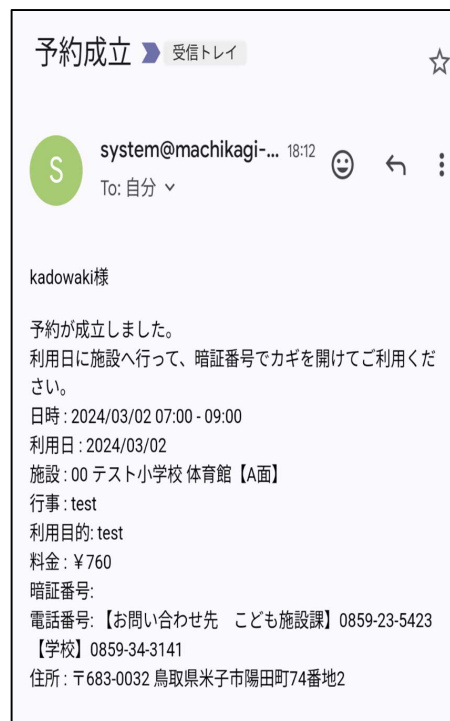 予約成立 受信トレイ
S
system@machikagi-... 18:12
To: 自分
kadowaki様
予約が成立しました。
利用日に施設へ行って、暗証番号でカギを開けてご利用くだ
さい。
日時 : 2024/03/02 07:00 - 09:00
利用日 : 2024/03/02
施設 : 00 テスト小学校 体育館【A面】
行事 : test
利用目的: test
料金 : ￥760
暗証番号:
電話番号: 【お問い合わせ先　こども施設課】0859-23-5423
【学校】0859-34-3141
住所 : 〒683-0032 鳥取県米子市陽田町74番地2